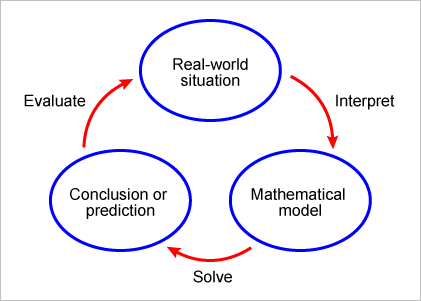 Real-world
situation
Evaluate
Interpret
Conclusion or
prediction
Mathematical
model
Solve